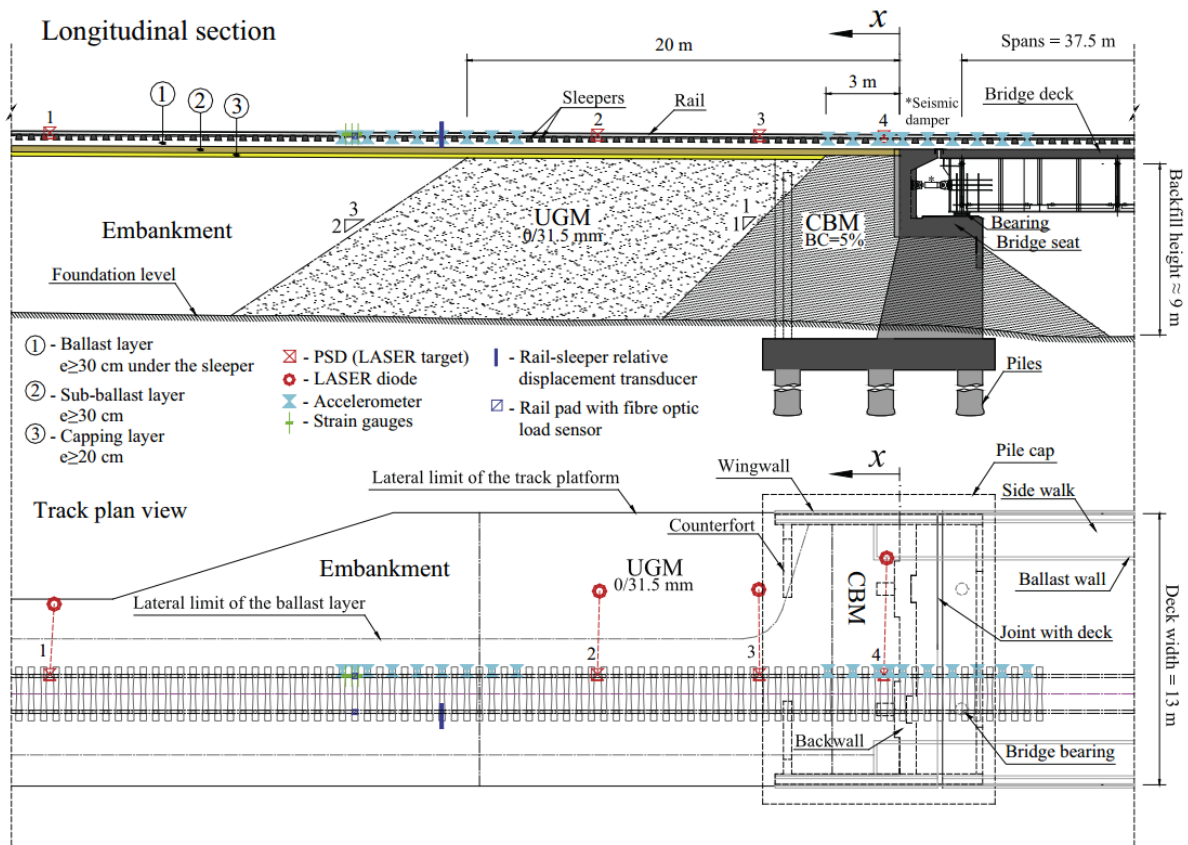 Longitudinal section
x
20 m
Spans = 37.5 m
3 m
1
2
3
Sleepers
Rail
*Seismic
damper
Bridge deck
1
2
3
4
*
3
2
1
1
Embankment
UGM
0/31.5 mm
CBM
BC=5%
Bearing
Bridge seat
Backfill height ≈ 9 m
Foundation level
Piles
1 - Ballast layer
e≥30 cm under the sleeper
2 - Sub-ballast layer
e≥30 cm
3 - Capping layer
e≥20 cm
- PSD (LASER target)
- LASER diode
- Accelerometer
- Strain gauges
- Rail-sleeper relative
displacement transducer
- Rail pad with fibre optic
load sensor
Track plan view
Lateral limit of the track platform
Wingwall
x
Pile cap
Side walk
Counterfort
Embankment
UGM
0/31.5 mm
CBM
Ballast wall
Lateral limit of the ballast layer
Joint with deck
1
2
3
4
Backwall
Bridge bearing
Deck width = 13 m